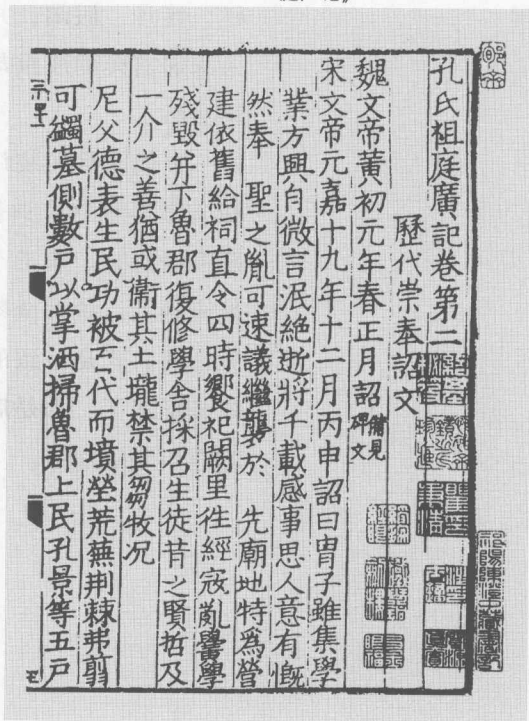 孔氏祖庭廣記卷第二
歷代崇奉詔文
魏文帝黃初元年春正月詔備見碑文
宋文帝元嘉十九年十二月丙申詔曰胄子雖集學
業方興自微言泯絕逝將千載感事思人意有慨
然奉 聖之胤可速議繼襲於 先廟地特爲營
建依舊給祠直令四時饗祀闕里往經寇亂黌學
殘毀并下魯郡復修學舍採召生徒昔之賢哲及
一介之善猶或衞其土壠禁其芻牧况
尼父德表生民功被百代而墳塋荒蕪荆棘弗翦
可蠲墓側數戶以掌洒掃魯郡上民孔景等五戶